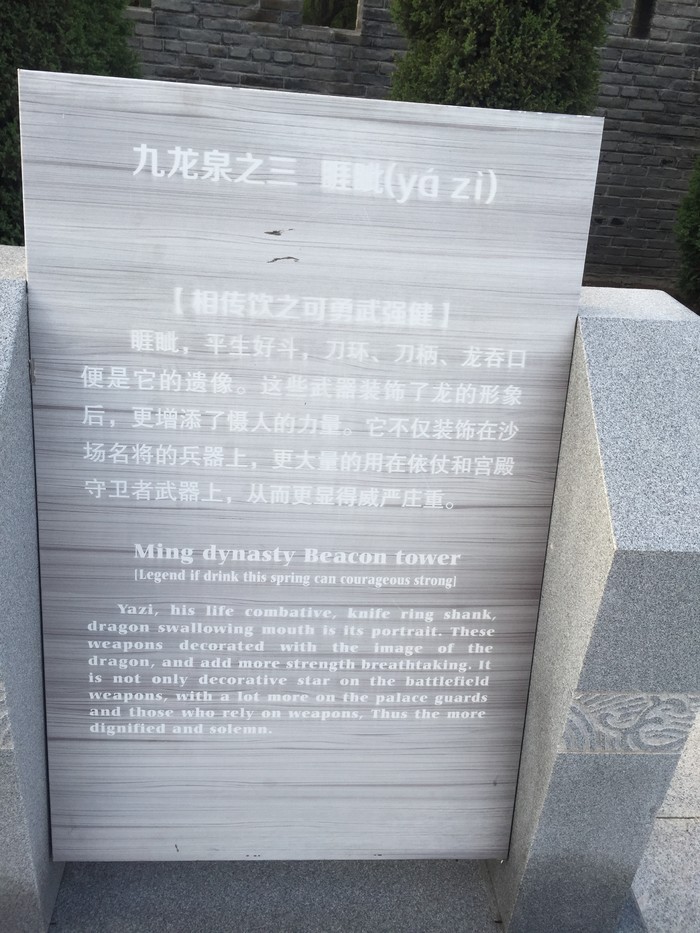 九龙泉之三 睚眦(yá zì)
【相传饮之可勇武强健】
睚眦，平生好斗，刀环、刀柄、龙吞口
便是它的遗像。这些武器装饰了龙的形象
后，更增添了慑人的力量。它不仅装饰在沙
场名将的兵器上，更大量的用在依仗和宫殿
守卫者武器上，从而更显得威严庄重。
Ming dynasty Beacon tower
[Legend if drink this spring can courageous strong]
Yazi, his life combative, knife ring shank,
dragon swallowing mouth is its portrait. These
weapons decorated with the image of the
dragon, and add more strength breathtaking. It
is not only decorative star on the battlefield
weapons, with a lot more on the palace guards
and those who rely on weapons, Thus the more
dignified and solemn.